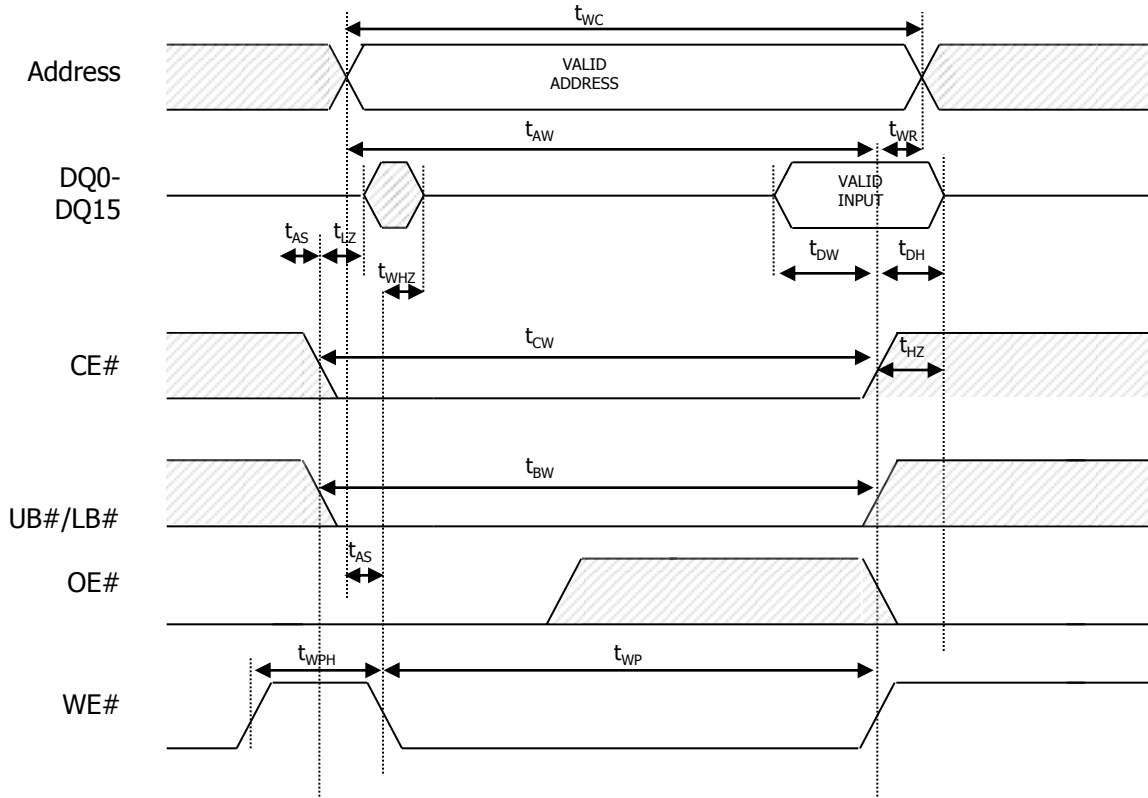 tWC
Address
VALID
ADDRESS
tAW
tWR
DQ0-
DQ15
VALID
INPUT
tAS
tLZ
tWHZ
tDW
tDH
CE#
tCW
tHZ
UB#/LB#
tBW
tAS
OE#
tWPH
tWP
WE#